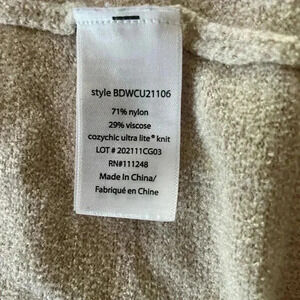 style BDWCU21106
71% nylon
29% viscose
cozychic ultra lite® knit
LOT # 202111CG03
RN#111248
Made In China/
Fabriqué en Chine